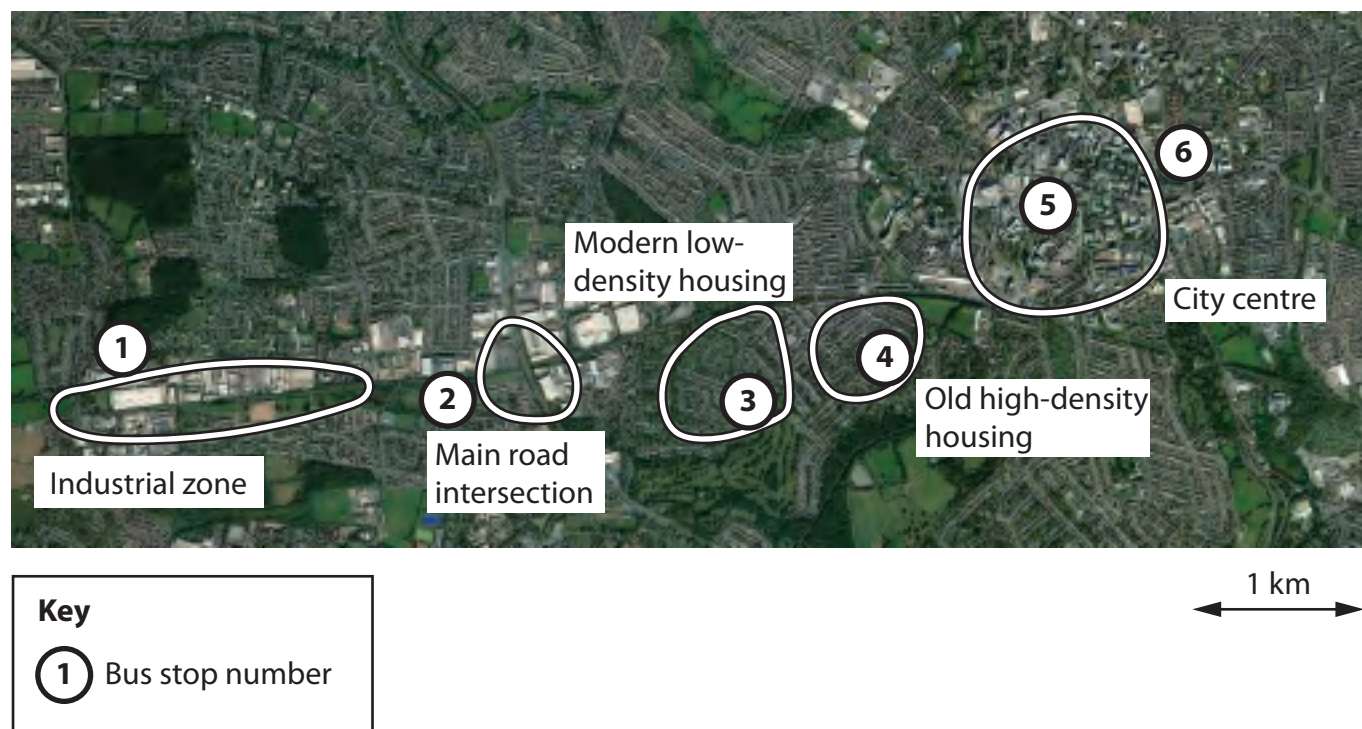 6
5
Modern low-
density housing
City centre
1
4
2
3
Old high-density
housing
Main road
intersection
Industrial zone
1 km
Key
1 Bus stop number